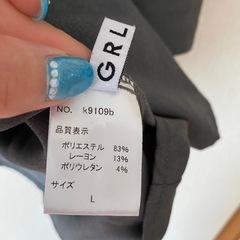 GRL
NO. k9109b
品質表示
ポリエステル 83%
レーヨン 13%
ポリウレタン 4%
サイズ
L